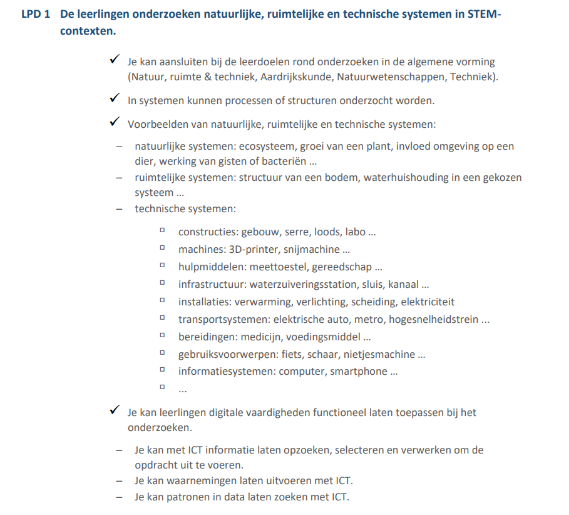 LPD 1 De leerlingen onderzoeken natuurlijke, ruimtelijke en technische systemen in STEM-
contexten.
✓ Je kan aansluiten bij de leerdoelen rond onderzoeken in de algemene vorming
(Natuur, ruimte & techniek, Aardrijkskunde, Natuurwetenschappen, Techniek).
✓ In systemen kunnen processen of structuren onderzocht worden.
✓ Voorbeelden van natuurlijke, ruimtelijke en technische systemen:
– natuurlijke systemen: ecosysteem, groei van een plant, invloed omgeving op een
dier, werking van gisten of bacteriën ...
– ruimtelijke systemen: structuur van een bodem, waterhuishouding in een gekozen
systeem ...
– technische systemen:
▫ constructies: gebouw, serre, loods, labo ...
▫ machines: 3D-printer, snijmachine ...
▫ hulpmiddelen: meettoestel, gereedschap ...
▫ infrastructuur: waterzuiveringsstation, sluis, kanaal ...
▫ installaties: verwarming, verlichting, scheiding, elektriciteit
▫ transportsystemen: elektrische auto, metro, hogesnelheidstrein ...
▫ bereidingen: medicijn, voedingsmiddel ...
▫ gebruiksvoorwerpen: fiets, schaar, nietjesmachine ...
▫ informatiesystemen: computer, smartphone ...
▫ ...
✓ Je kan leerlingen digitale vaardigheden functioneel laten toepassen bij het
onderzoeken.
– Je kan met ICT informatie laten opzoeken, selecteren en verwerken om de
opdracht uit te voeren.
– Je kan waarnemingen laten uitvoeren met ICT.
– Je kan patronen in data laten zoeken met ICT.